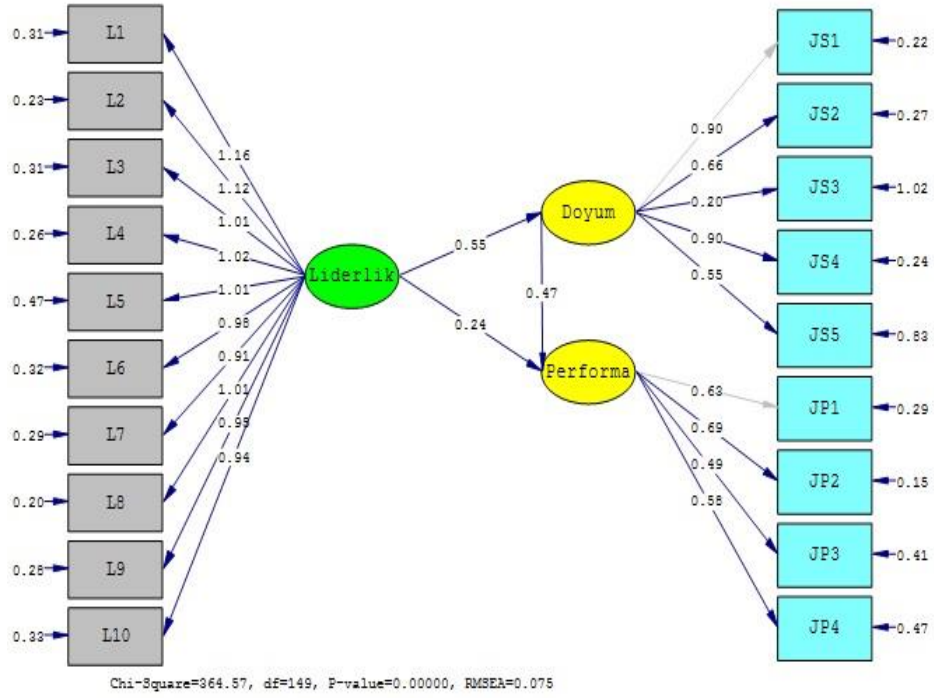 0.31 L1
0.23 L2
0.31 L3
0.26 L4
0.47 L5
0.32 L6
0.29 L7
0.20 L8
0.28 L9
0.33 L10
1.16
1.12
1.01
1.02
1.01
0.98
0.91
1.01
0.95
0.94
Liderlik
0.55
0.24
Doyum
0.47
Performa
0.90
0.66
0.20
0.90
0.55
0.63
0.69
0.49
0.58
JS1 0.22
JS2 0.27
JS3 1.02
JS4 0.24
JS5 0.83
JP1 0.29
JP2 0.15
JP3 0.41
JP4 0.47
Chi-Square=364.57, df=149, P-value=0.00000, RMSEA=0.075